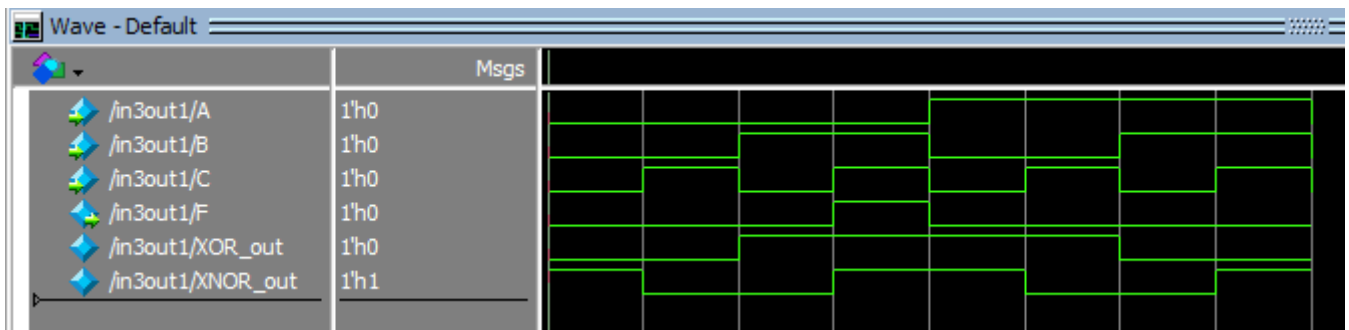 Wave - Default
Msgs
/in3out1/A 1'h0
/in3out1/B 1'h0
/in3out1/C 1'h0
/in3out1/F 1'h0
/in3out1/XOR_out 1'h0
/in3out1/XNOR_out 1'h1